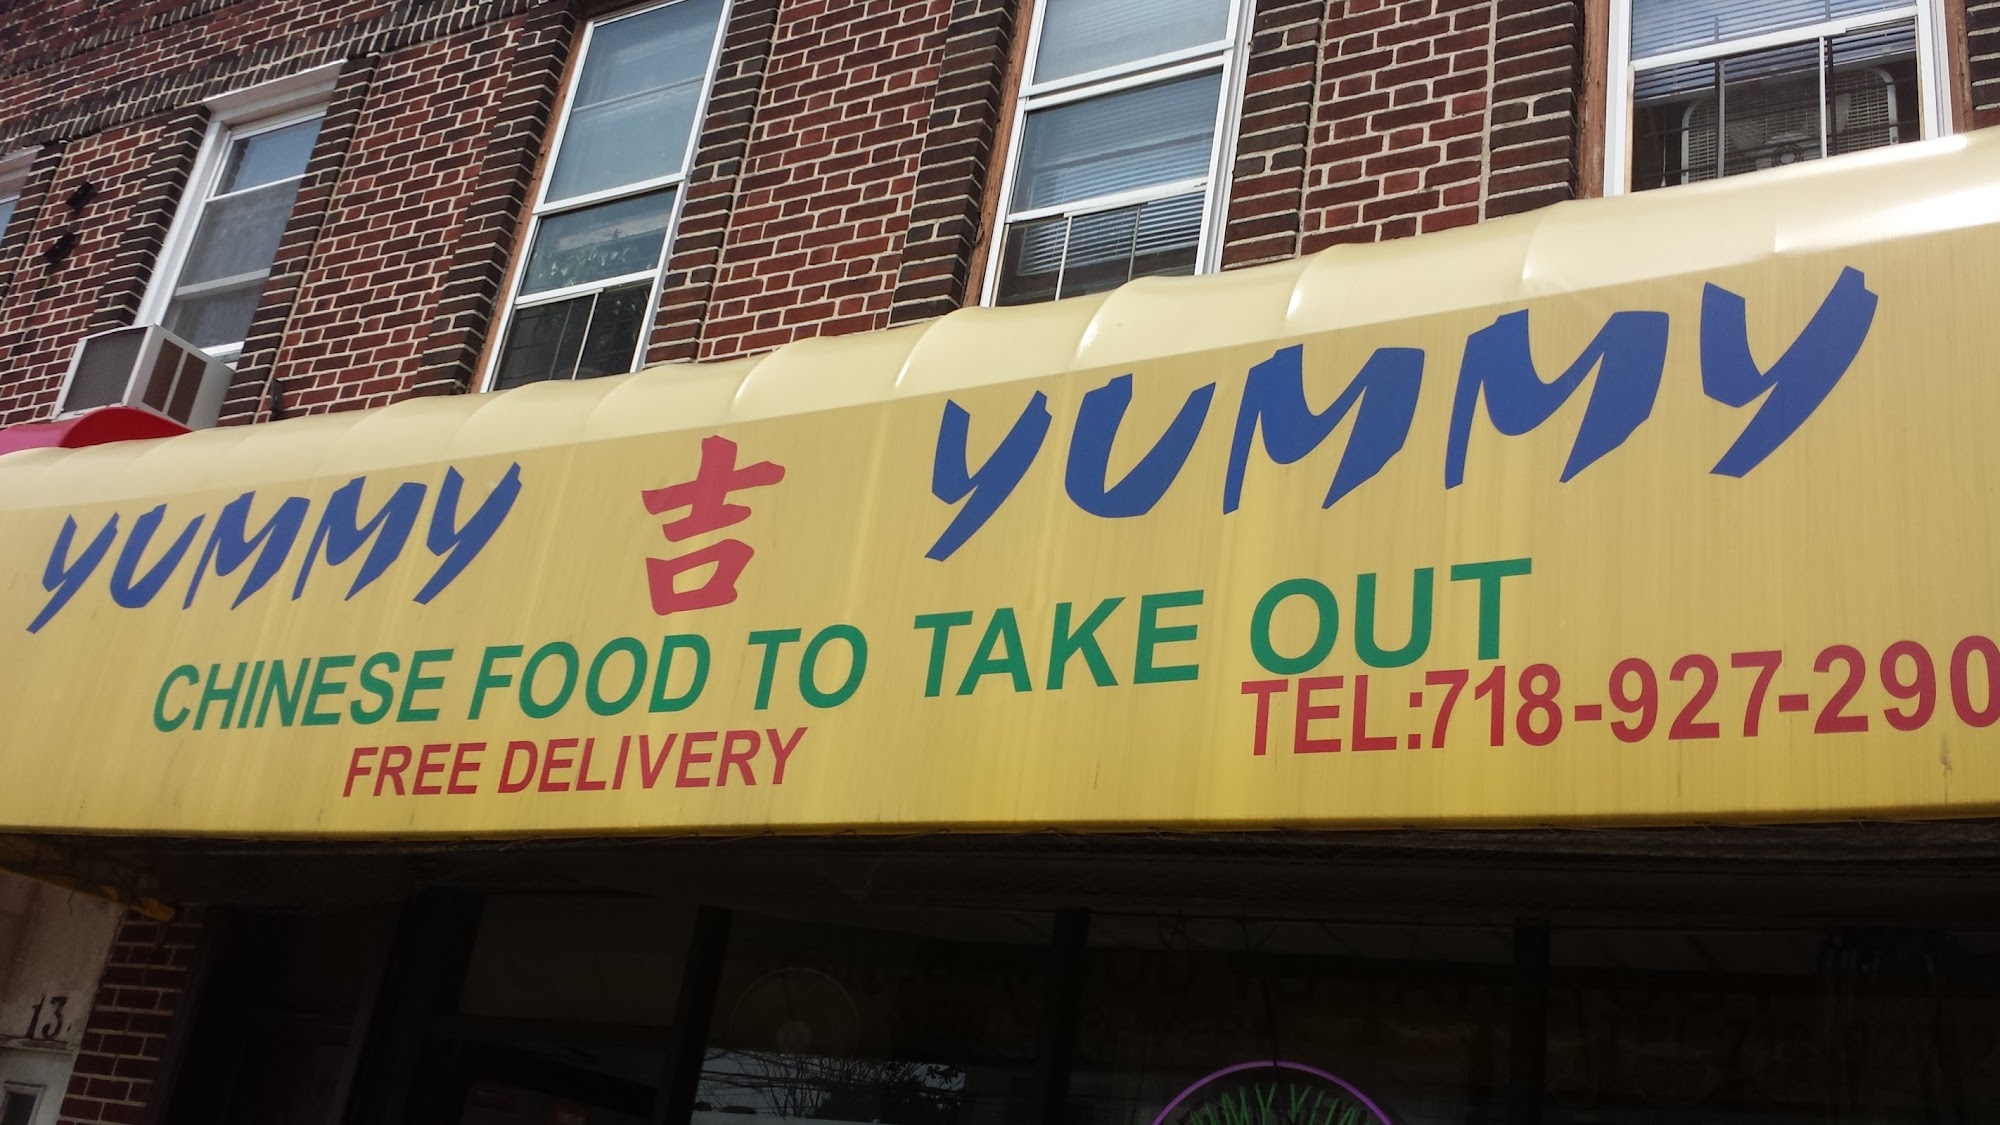 YUMMY 吉 YUMMY
CHINESE FOOD TO TAKE OUT
FREE DELIVERY TEL:718-927-290
13